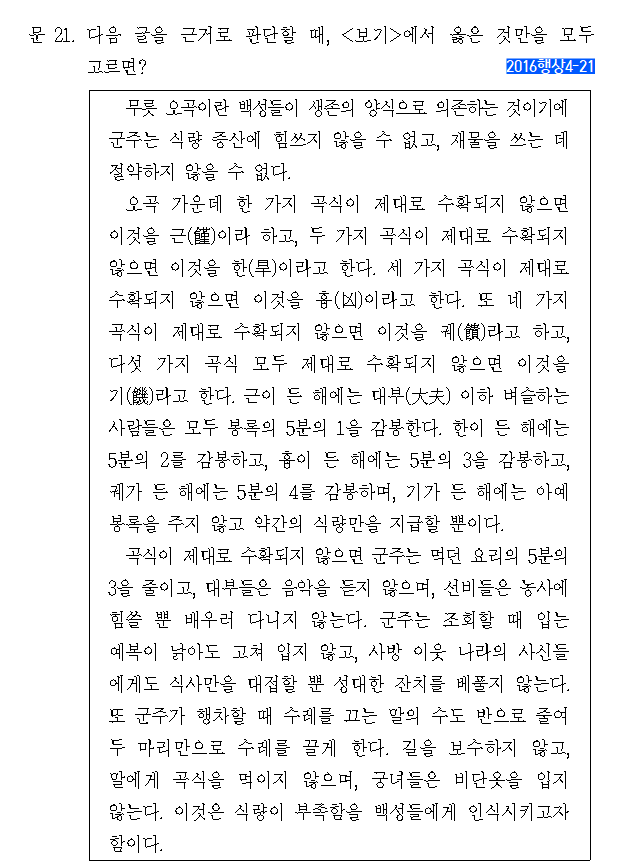 문 21. 다음 글을 근거로 판단할 때, <보기>에서 옳은 것만을 모두
고르면?
2016행상4-21
무릇 오곡이란 백성들이 생존의 양식으로 의존하는 것이기에
군주는 식량 증산에 힘쓰지 않을 수 없고, 재물을 쓰는 데
절약하지 않을 수 없다.
오곡 가운데 한 가지 곡식이 제대로 수확되지 않으면
이것을 근(饉)이라 하고, 두 가지 곡식이 제대로 수확되지
않으면 이것을 한(旱)이라고 한다. 세 가지 곡식이 제대로
수확되지 않으면 이것을 흉(凶)이라고 한다. 또 네 가지
곡식이 제대로 수확되지 않으면 이것을 궤(饋)라고 하고,
다섯 가지 곡식 모두 제대로 수확되지 않으면 이것을
기(饑)라고 한다. 근이 든 해에는 대부(大夫) 이하 벼슬하는
사람들은 모두 봉록의 5분의 1을 감봉한다. 한이 든 해에는
5분의 2를 감봉하고, 흉이 든 해에는 5분의 3을 감봉하고,
궤가 든 해에는 5분의 4를 감봉하며, 기가 든 해에는 아예
봉록을 주지 않고 약간의 식량만을 지급할 뿐이다.
곡식이 제대로 수확되지 않으면 군주는 먹던 요리의 5분의
3을 줄이고, 대부들은 음악을 듣지 않으며, 선비들은 농사에
힘쓸 뿐 배우러 다니지 않는다. 군주는 조회할 때 입는
예복이 낡아도 고쳐 입지 않고, 사방 이웃 나라의 사신들
에게도 식사만을 대접할 뿐 성대한 잔치를 베풀지 않는다.
또 군주가 행차할 때 수레를 끄는 말의 수도 반으로 줄여
두 마리만으로 수레를 끌게 한다. 길을 보수하지 않고,
말에게 곡식을 먹이지 않으며, 궁녀들은 비단옷을 입지
않는다. 이것은 식량이 부족함을 백성들에게 인식시키고자
함이다.